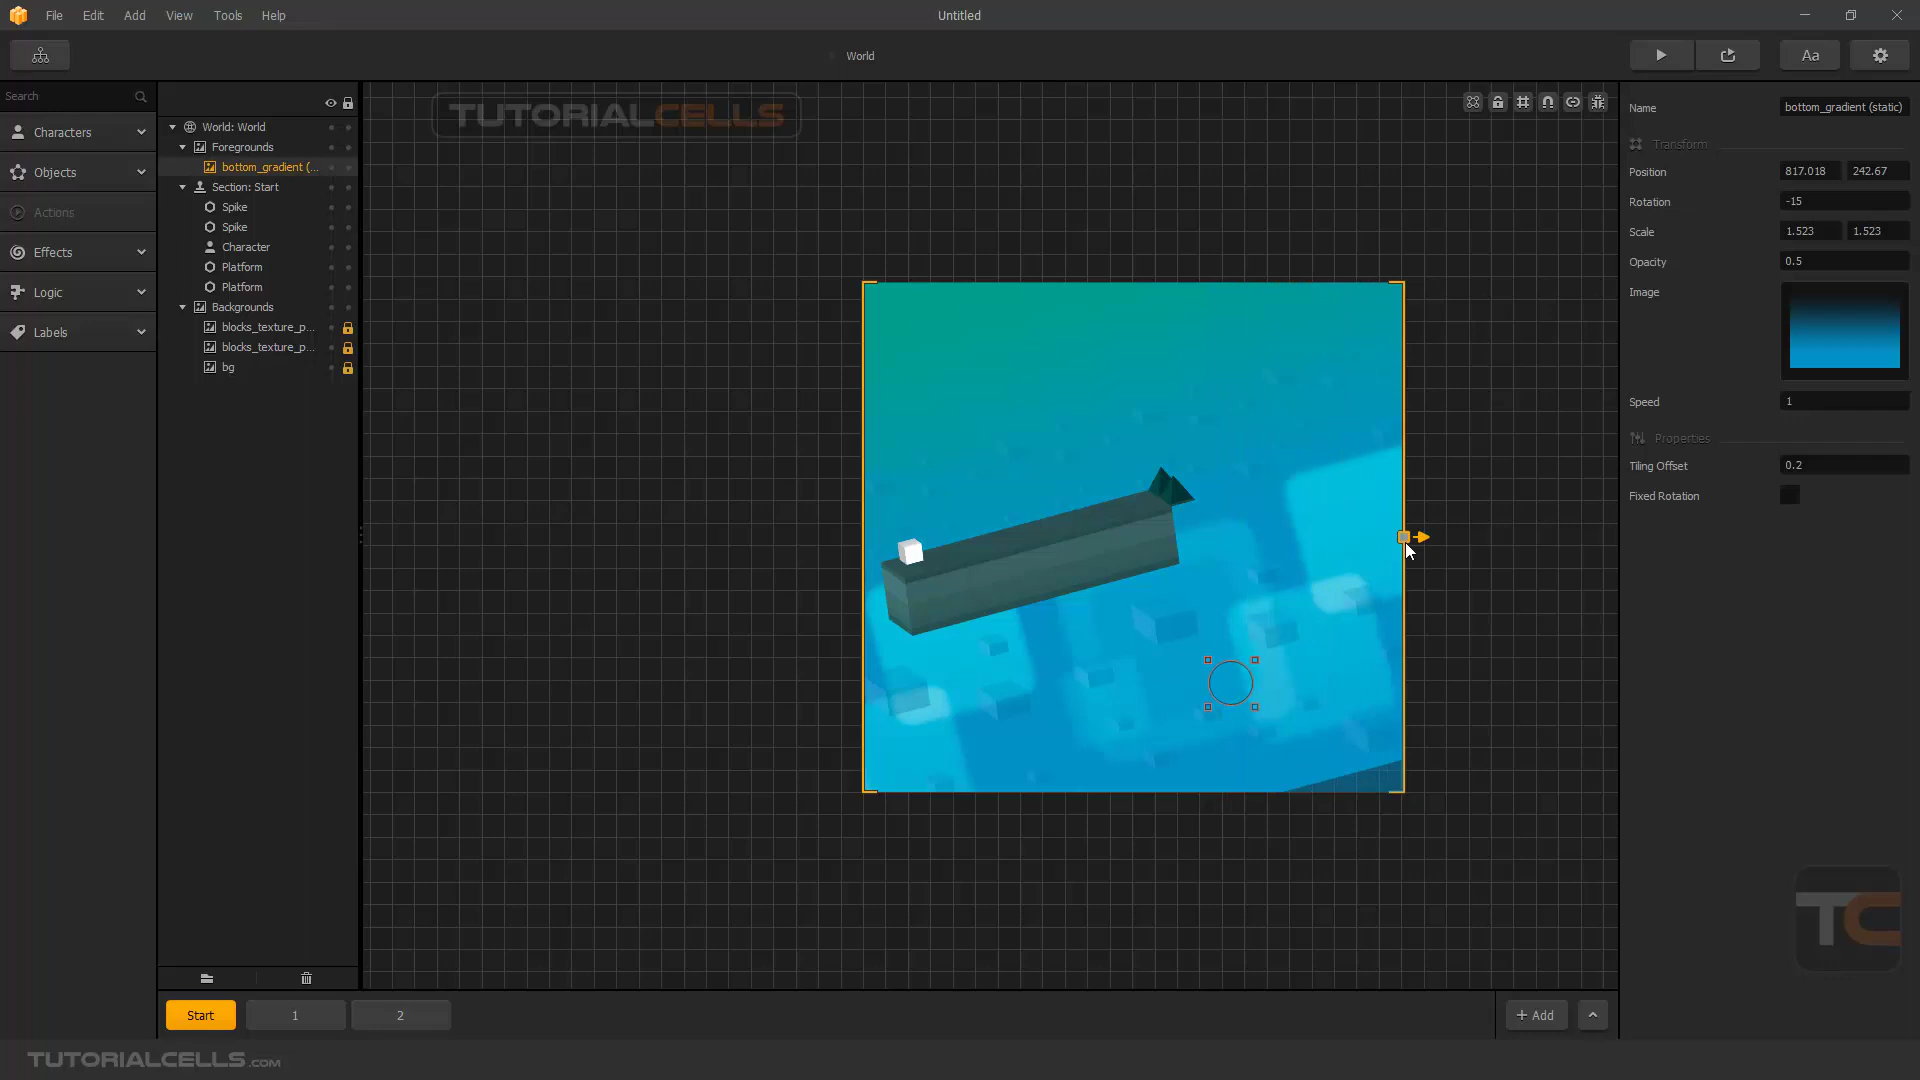 File Edit Add View Tools Help
Untitled
World
Aa
TUTORIALCELLS
Search
Characters
Objects
Actions
Effects
Logic
Labels
World: World
Foregrounds
bottom_gradient (...
Section: Start
Spike
Spike
Character
Platform
Platform
Backgrounds
blocks_texture_p...
blocks_texture_p...
bg
Name bottom_gradient (static)
Transform
Position 817.018 242.67
Rotation -15
Scale 1.523 1.523
Opacity 0.5
Image
Speed 1
Properties
Tiling Offset 0.2
Fixed Rotation
TC
Start 1 2
+ Add
TUTORIALCELLS.COM